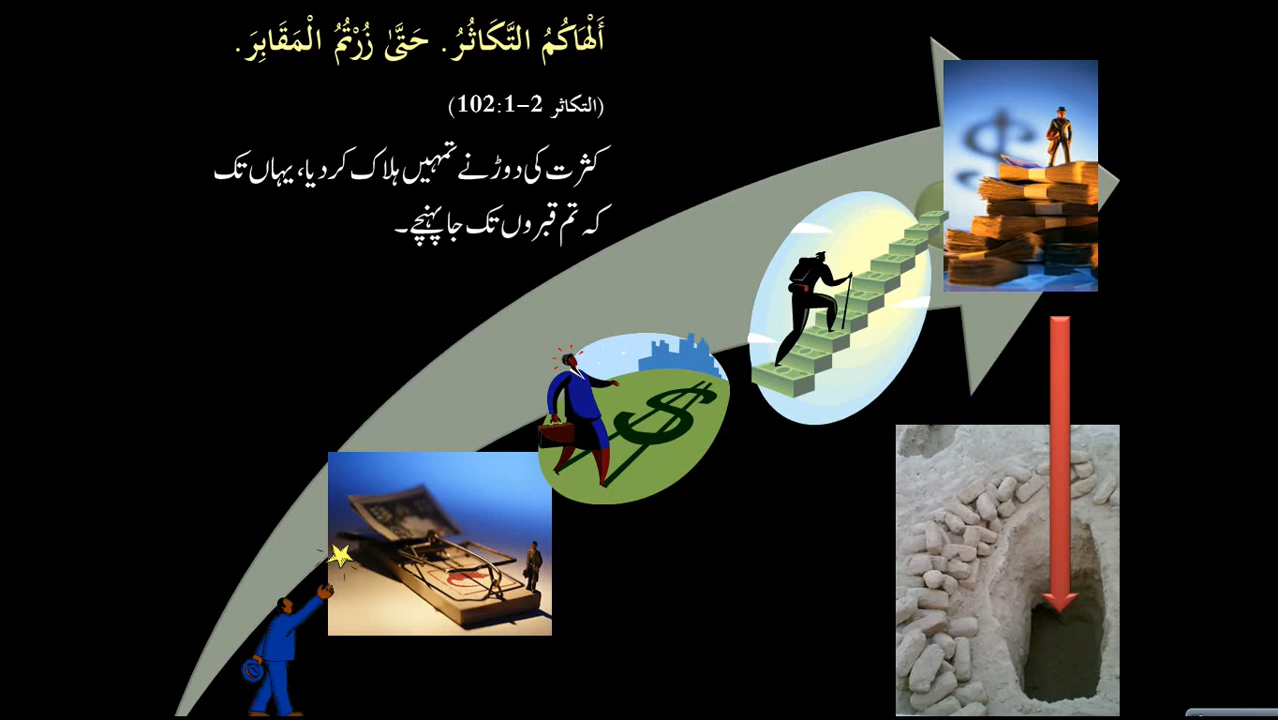 أَلْهَاكُمُ التَّكَاثُرُ. حَتَّىٰ زُرْتُمُ الْمَقَابِرَ.
(التکاثر 2-102:1)
کثرت کی دوڑ نے تمہیں ہلاک کر دیا، یہاں تک
کہ تم قبروں تک جا پہنچے۔
$
$